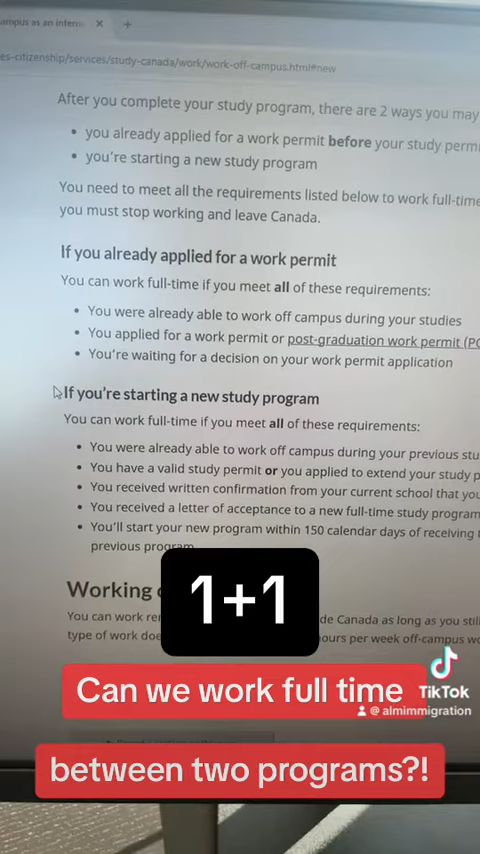 ampus as an intern
es-citizenship/services/study-canada/work/work-off-campus.html#new
After you complete your study program, there are 2 ways you may
• you already applied for a work permit before your study perm
• you're starting a new study program
You need to meet all the requirements listed below to work full-time
you must stop working and leave Canada.
If you already applied for a work permit
You can work full-time if you meet all of these requirements:
• You were already able to work off campus during your studies
• You applied for a work permit or post-graduation work permit (PG
• You're waiting for a decision on your work permit application
If you're starting a new study program
You can work full-time if you meet all of these requirements:
• You were already able to work off campus during your previous stu
• You have a valid study permit or you applied to extend your study p
• You received written confirmation from your current school that you
• You received a letter of acceptance to a new full-time study program
• You'll start your new program within 150 calendar days of receiving
previous program
Working
1+1
You can work re de Canada as long as you still
type of work doe hours per week off-campus wo
Can we work full time
TikTok
@ almimmigration
between two programs?!